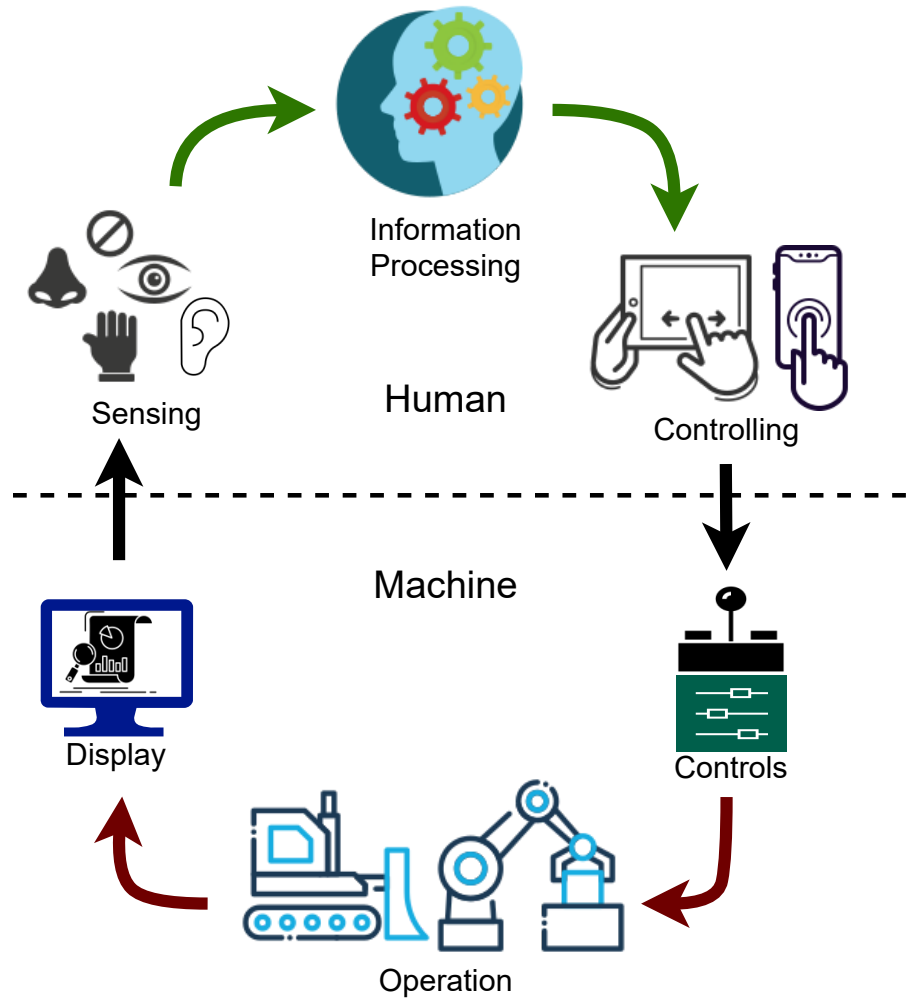 Information
Processing
Sensing
Human
Controlling
Machine
Display
Controls
Operation